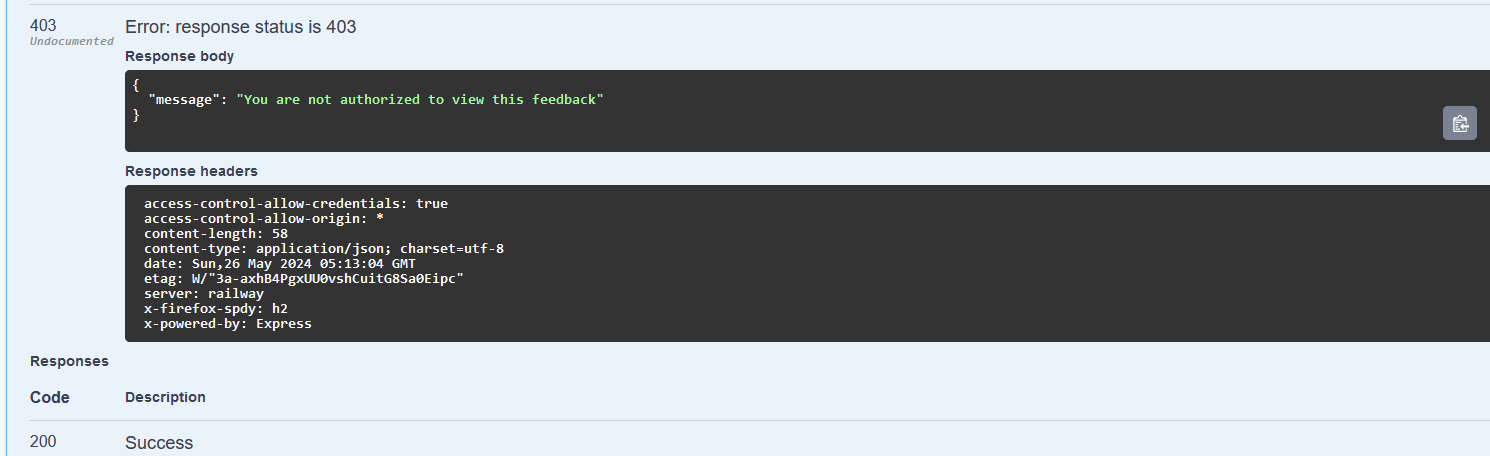 403
Undocumented
Error: response status is 403
Response body
{
"message": "You are not authorized to view this feedback"
}
Response headers
access-control-allow-credentials: true
access-control-allow-origin: *
content-length: 58
content-type: application/json; charset=utf-8
date: Sun,26 May 2024 05:13:04 GMT
etag: W/"3a-axhB4PgxUU0vshCuitG8Sa0Eipc"
server: railway
x-firefox-spdy: h2
x-powered-by: Express
Responses
Code Description
200 Success